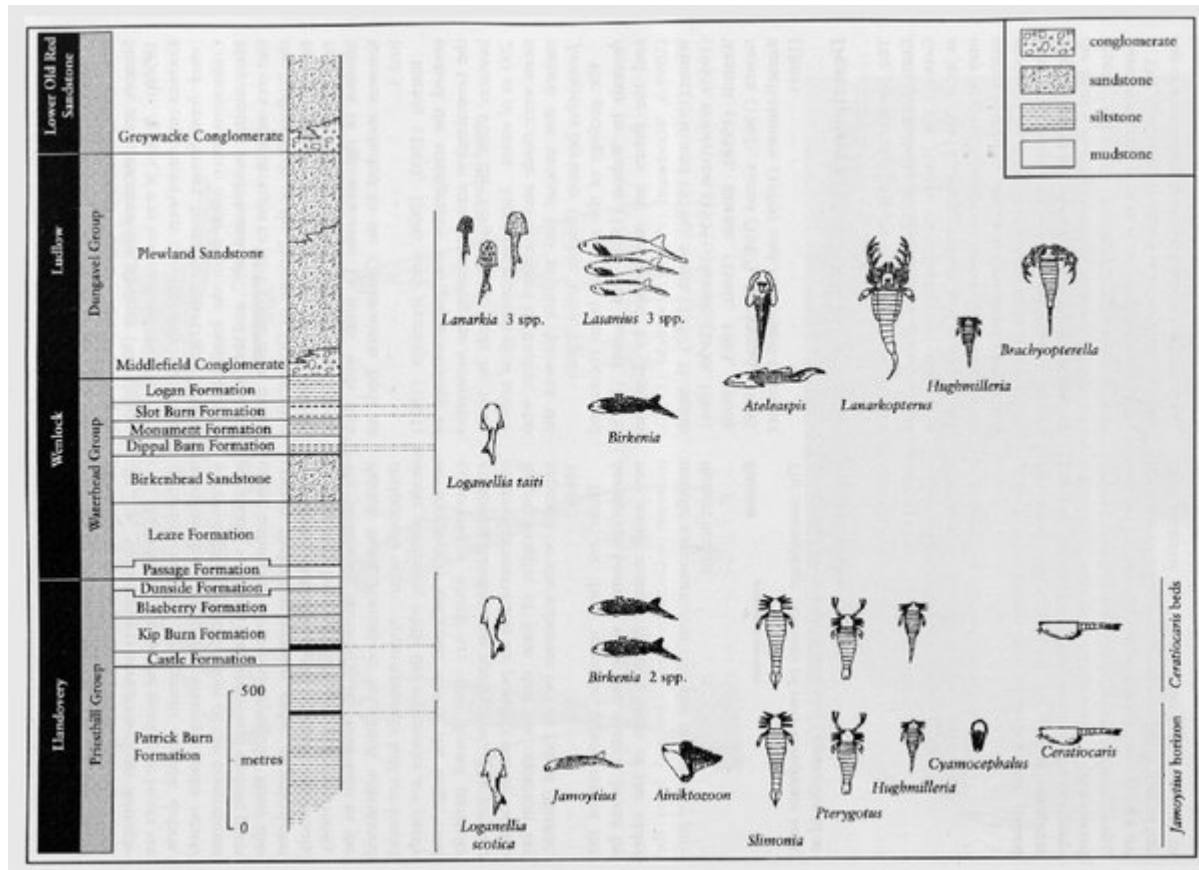 conglomerate
sandstone
siltstone
mudstone
Lower Old Red
Sandstone
Ludlow
Wenlock
Llandovery
Dungavel Group
Waterhead Group
Priesthill Group
Greywacke Conglomerate
Plewland Sandstone
Middlefield Conglomerate
Logan Formation
Slot Burn Formation
Monument Formation
Dippal Burn Formation
Birkenhead Sandstone
Leaze Formation
Passage Formation
Dunside Formation
Blaeberry Formation
Kip Burn Formation
Castle Formation
Patrick Burn
Formation
500
metres
0
Lanarkia 3 spp.
Lasanius 3 spp.
Ateleaspis
Lanarkopterus
Hughmilleria
Brachyopterella
Loganellia taiti
Birkenia
Birkenia 2 spp.
Ceratiocaris beds
Loganellia
scotica
Jamoytius
Ainiktozoon
Slimonia
Pterygotus
Hughmilleria
Cyamocephalus
Ceratiocaris
Jamoytius horizon